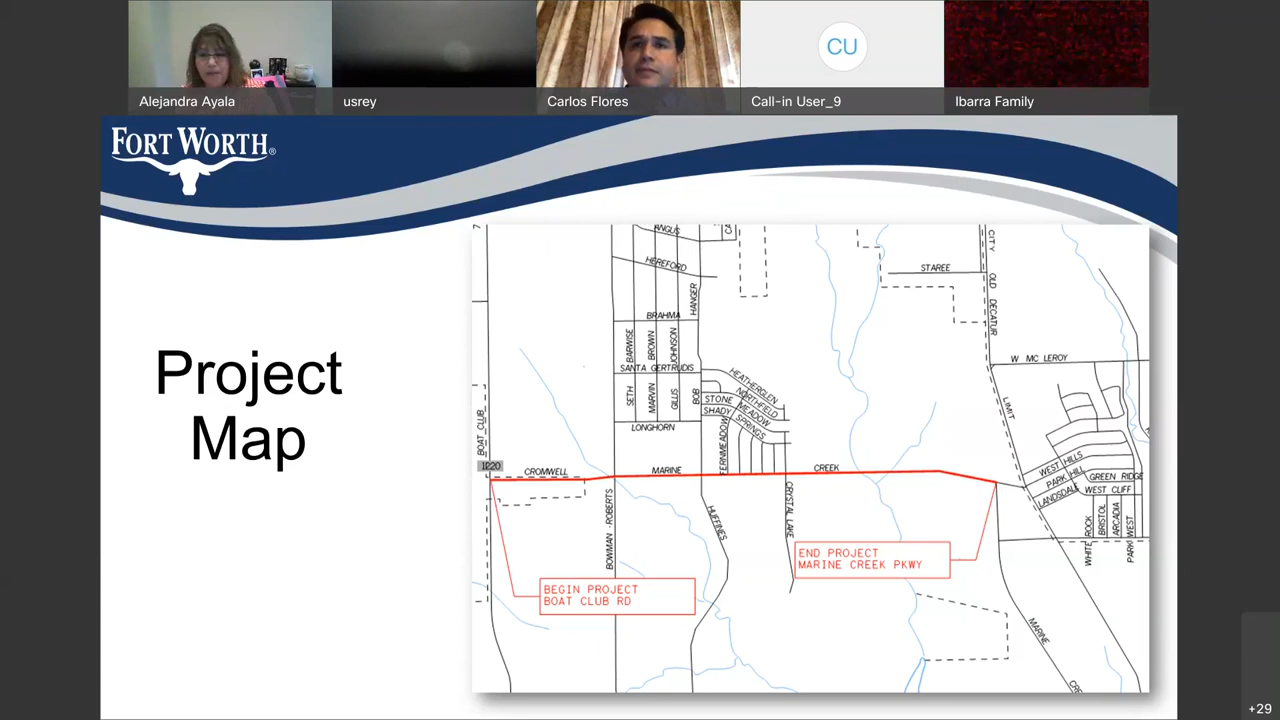 Alejandra Ayala
usrey
Carlos Flores
CU
Call-in User_9
Ibarra Family
FORT WORTH®
Project
Map
ANGUS
HEREFORD
HANGER
BRAHMA
BARWISE
BROWN
JOHNSON
SANTA GERTRUDIS
SETH
MARVIN
GILLIS
BOB
LONGHORN
HEATHERGLEN
NORTHFIELD
STONE MEADOW
SHADY SPRINGS
FERNMEADOW
STAREE
CITY
LIMIT
OLD DECATUR
W MC LEROY
BOAT CLUB
1220
CROMWELL
MARINE
CREEK
BOWMAN-ROBERTS
HUFFINES
CRYSTAL LAKE
WEST HILLS
PARK HILL
LANDSDALE
GREEN RIDGE
WEST CLIFF
WHITE ROCK
BRISTOL
ARCADIA
PARK WEST
END PROJECT
MARINE CREEK PKWY
BEGIN PROJECT
BOAT CLUB RD
MARINE
+29